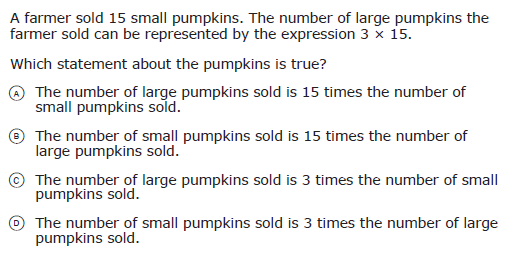 A farmer sold 15 small pumpkins. The number of large pumpkins the
farmer sold can be represented by the expression 3 × 15.
Which statement about the pumpkins is true?
A The number of large pumpkins sold is 15 times the number of
small pumpkins sold.
B The number of small pumpkins sold is 15 times the number of
large pumpkins sold.
C The number of large pumpkins sold is 3 times the number of small
pumpkins sold.
D The number of small pumpkins sold is 3 times the number of large
pumpkins sold.